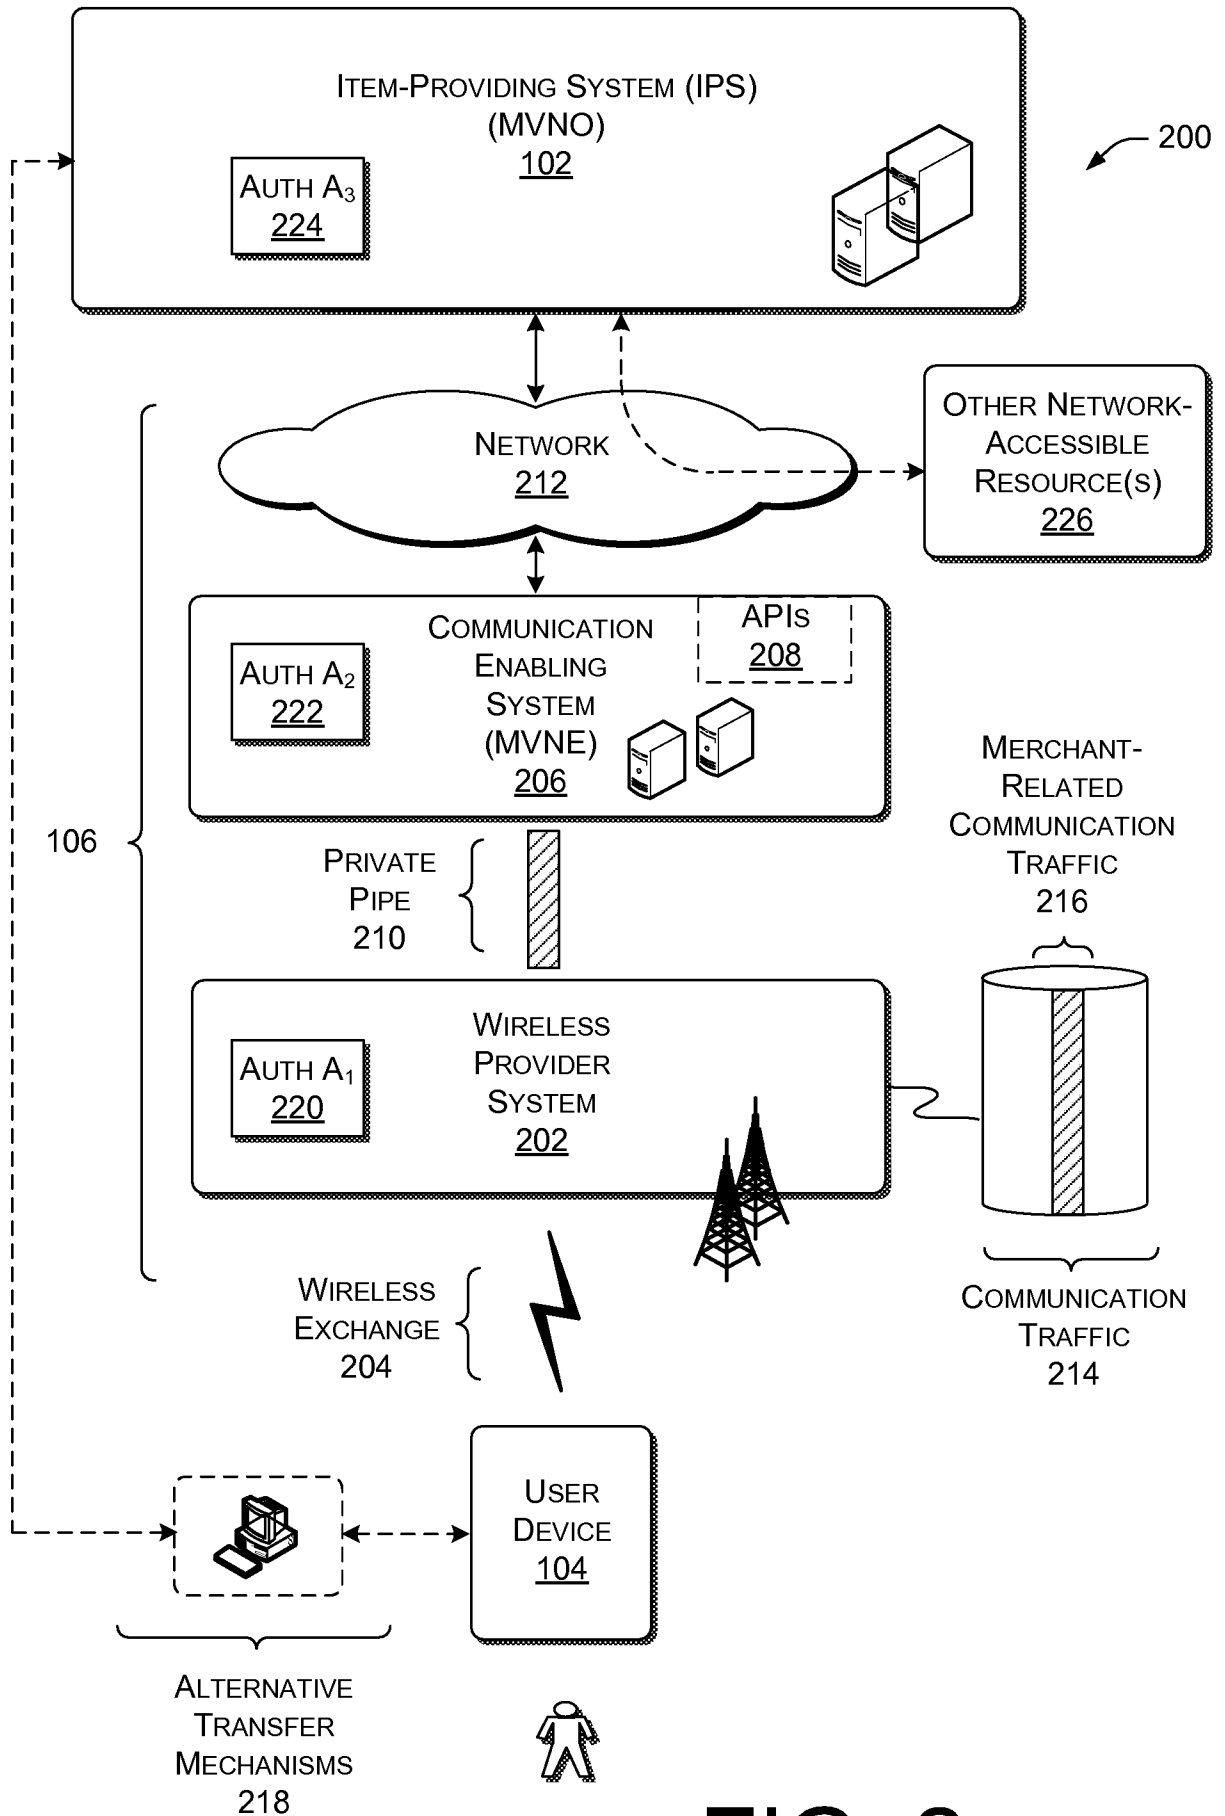 ITEM-PROVIDING SYSTEM (IPS)
(MVNO)
102
AUTH A3
224
200
NETWORK
212
OTHER NETWORK-
ACCESSIBLE
RESOURCE(S)
226
COMMUNICATION
ENABLING
SYSTEM
(MVNE)
206
APIS
208
AUTH A2
222
MERCHANT-
RELATED
COMMUNICATION
TRAFFIC
216
106
PRIVATE
PIPE
210
WIRELESS
PROVIDER
SYSTEM
202
AUTH A1
220
WIRELESS
EXCHANGE
204
COMMUNICATION
TRAFFIC
214
USER
DEVICE
104
ALTERNATIVE
TRANSFER
MECHANISMS
218